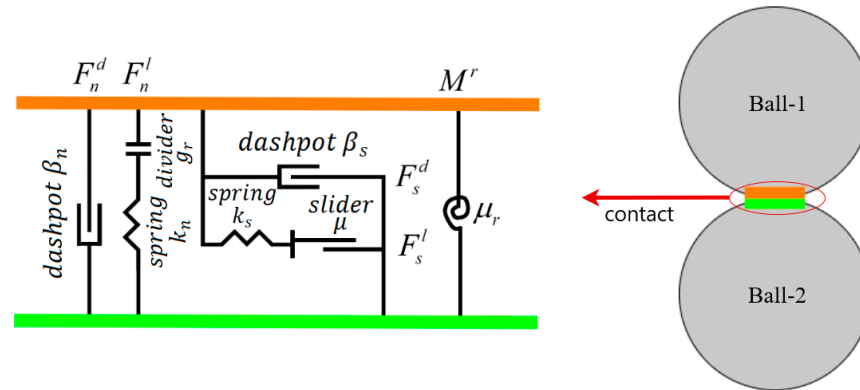 F_n^d F_n^l
M^r
dashpot β_n
divider
g_r
spring
k_n
dashpot β_s
F_s^d
spring
k_s
slider
μ
F_s^l
μ_r
Ball-1
contact
Ball-2